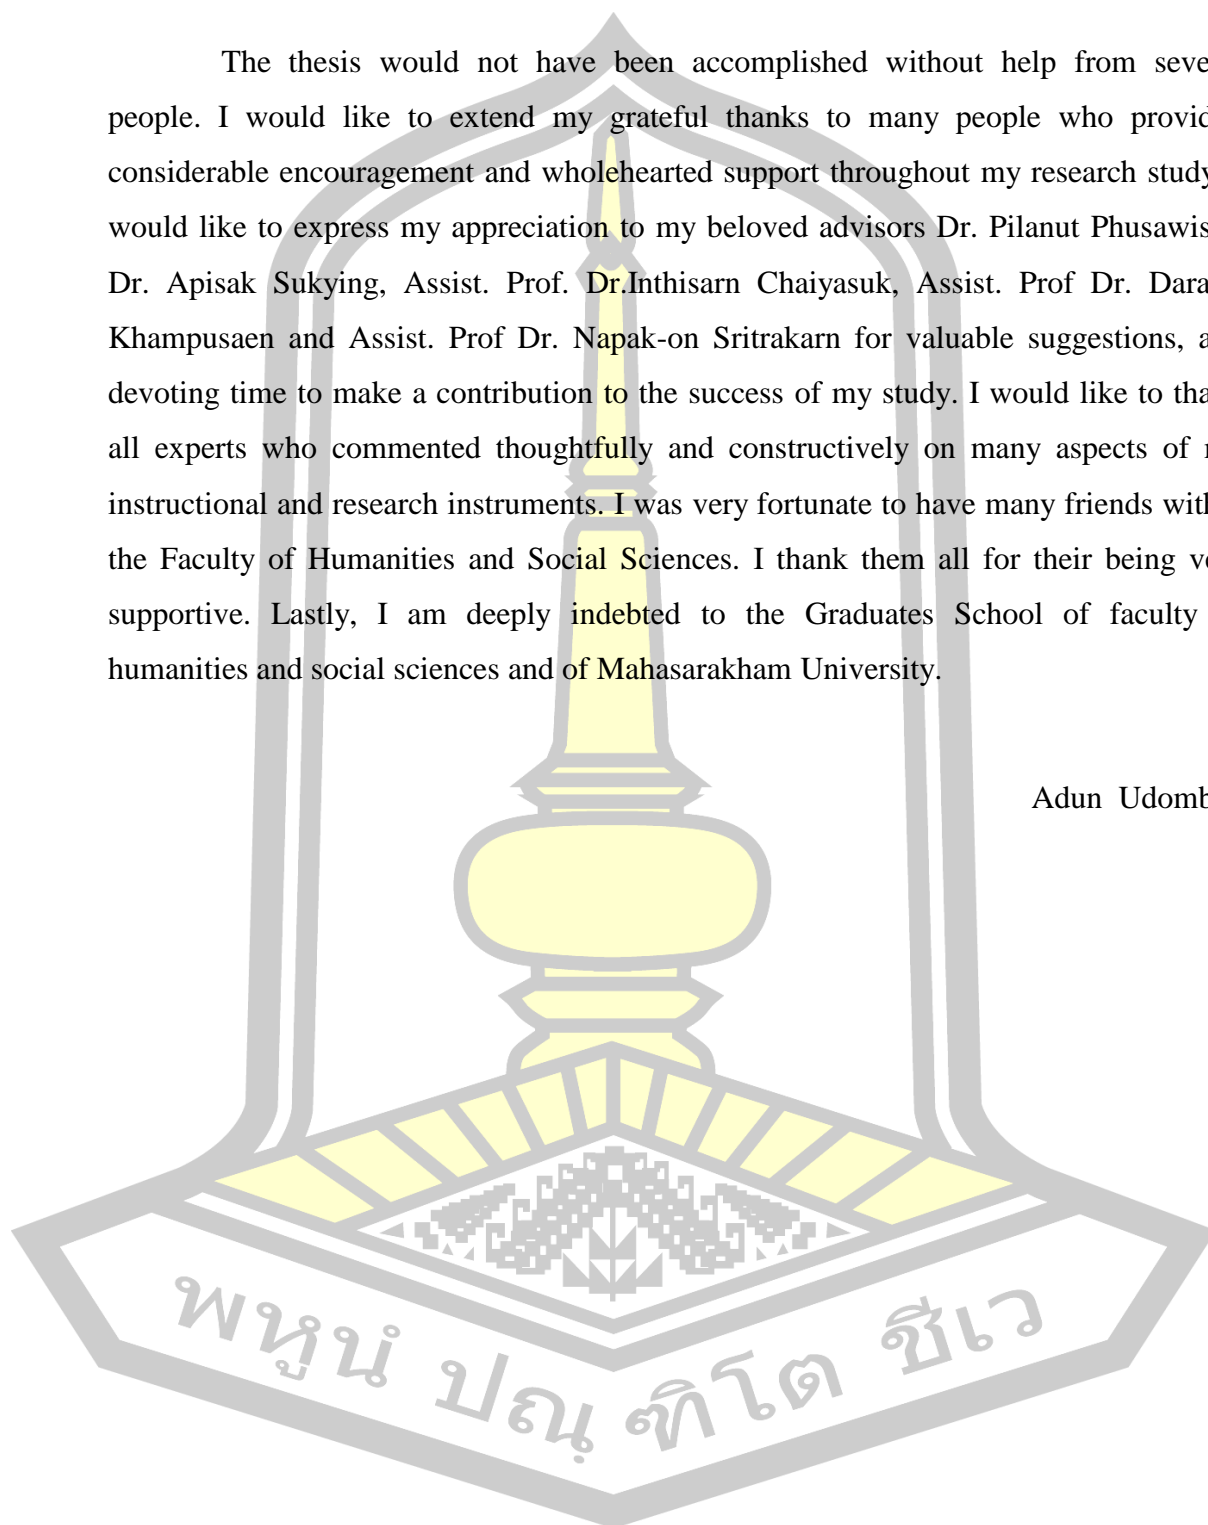 The thesis would not have been accomplished without help from seve
people. I would like to extend my grateful thanks to many people who provid
considerable encouragement and wholehearted support throughout my research study
would like to express my appreciation to my beloved advisors Dr. Pilanut Phusawis
Dr. Apisak Sukying, Assist. Prof. Dr.Inthisarn Chaiyasuk, Assist. Prof Dr. Dara
Khampusaen and Assist. Prof Dr. Napak-on Sritrakarn for valuable suggestions, a
devoting time to make a contribution to the success of my study. I would like to tha
all experts who commented thoughtfully and constructively on many aspects of
instructional and research instruments. I was very fortunate to have many friends with
the Faculty of Humanities and Social Sciences. I thank them all for their being ve
supportive. Lastly, I am deeply indebted to the Graduates School of faculty
humanities and social sciences and of Mahasarakham University.
Adun Udomb
พหูนํ ปณฺฑิโต ชีเว